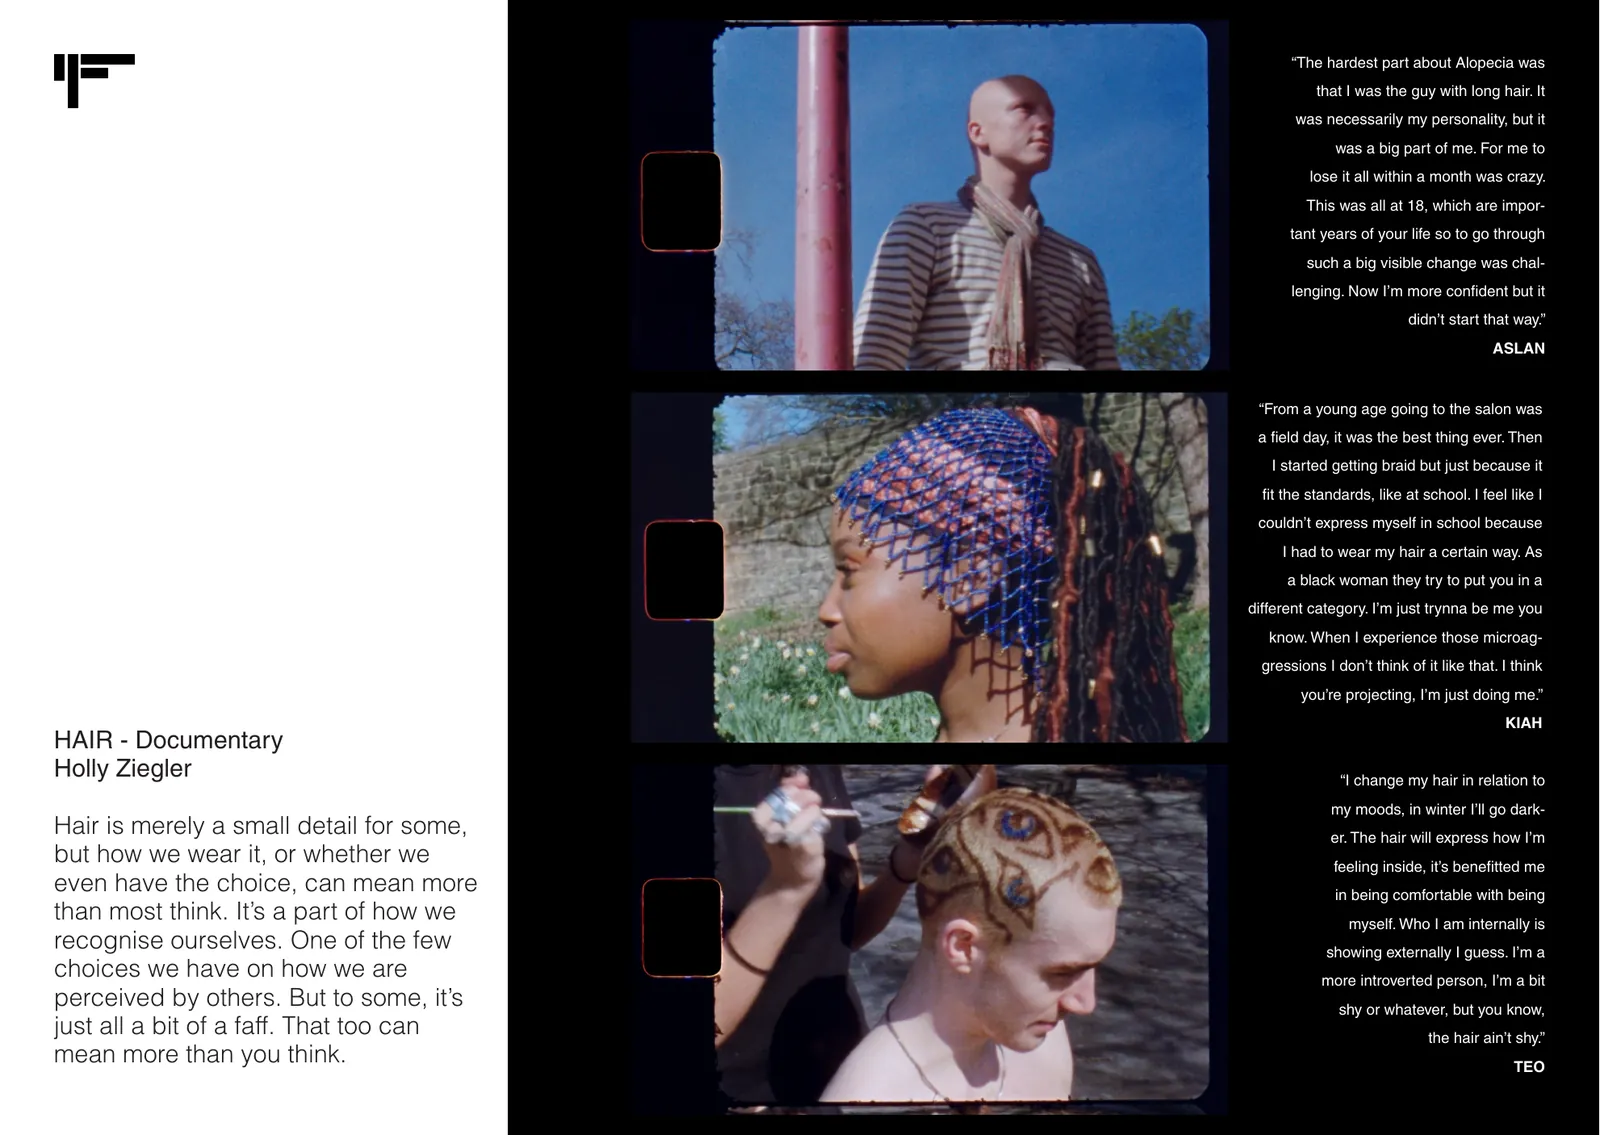 HAIR - Documentary
Holly Ziegler
Hair is merely a small detail for some,
but how we wear it, or whether we
even have the choice, can mean more
than most think. It’s a part of how we
recognise ourselves. One of the few
choices we have on how we are
perceived by others. But to some, it’s
just all a bit of a faff. That too can
mean more than you think.
“The hardest part about Alopecia was
that I was the guy with long hair. It
was necessarily my personality, but it
was a big part of me. For me to
lose it all within a month was crazy.
This was all at 18, which are impor-
tant years of your life so to go through
such a big visible change was chal-
lenging. Now I’m more confident but it
didn’t start that way.”
ASLAN
“From a young age going to the salon was
a field day, it was the best thing ever. Then
I started getting braid but just because it
fit the standards, like at school. I feel like I
couldn’t express myself in school because
I had to wear my hair a certain way. As
a black woman they try to put you in a
different category. I’m just trynna be me you
know. When I experience those microag-
gressions I don’t think of it like that. I think
you’re projecting, I’m just doing me.”
KIAH
“I change my hair in relation to
my moods, in winter I’ll go dark-
er. The hair will express how I’m
feeling inside, it’s benefitted me
in being comfortable with being
myself. Who I am internally is
showing externally I guess. I’m a
more introverted person, I’m a bit
shy or whatever, but you know,
the hair ain’t shy.”
TEO